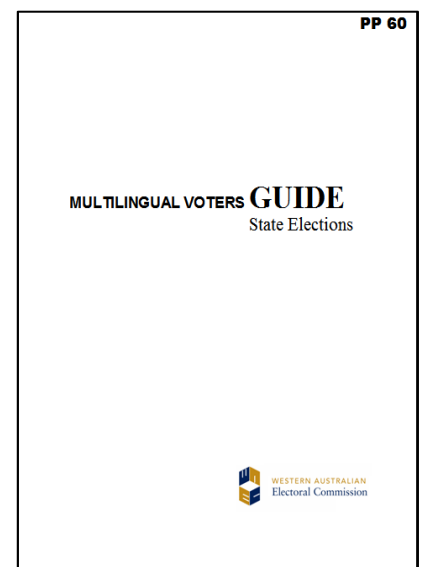 PP 60
MULTILINGUAL VOTERS GUIDE
State Elections
WESTERN AUSTRALIAN
Electoral Commission